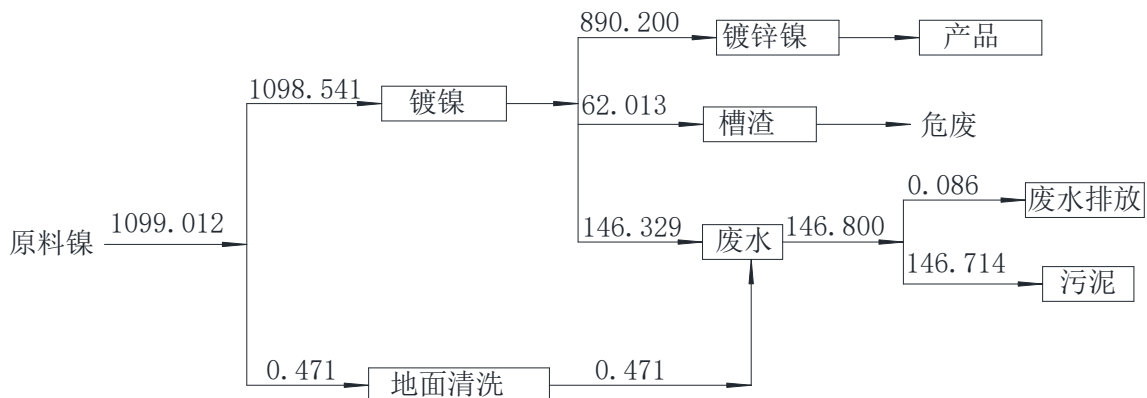 890.200
镀锌镍
产品
1098.541
镀镍
62.013
槽渣
危废
0.086
废水排放
原料镍
1099.012
146.329
废水
146.800
146.714
污泥
0.471
地面清洗
0.471